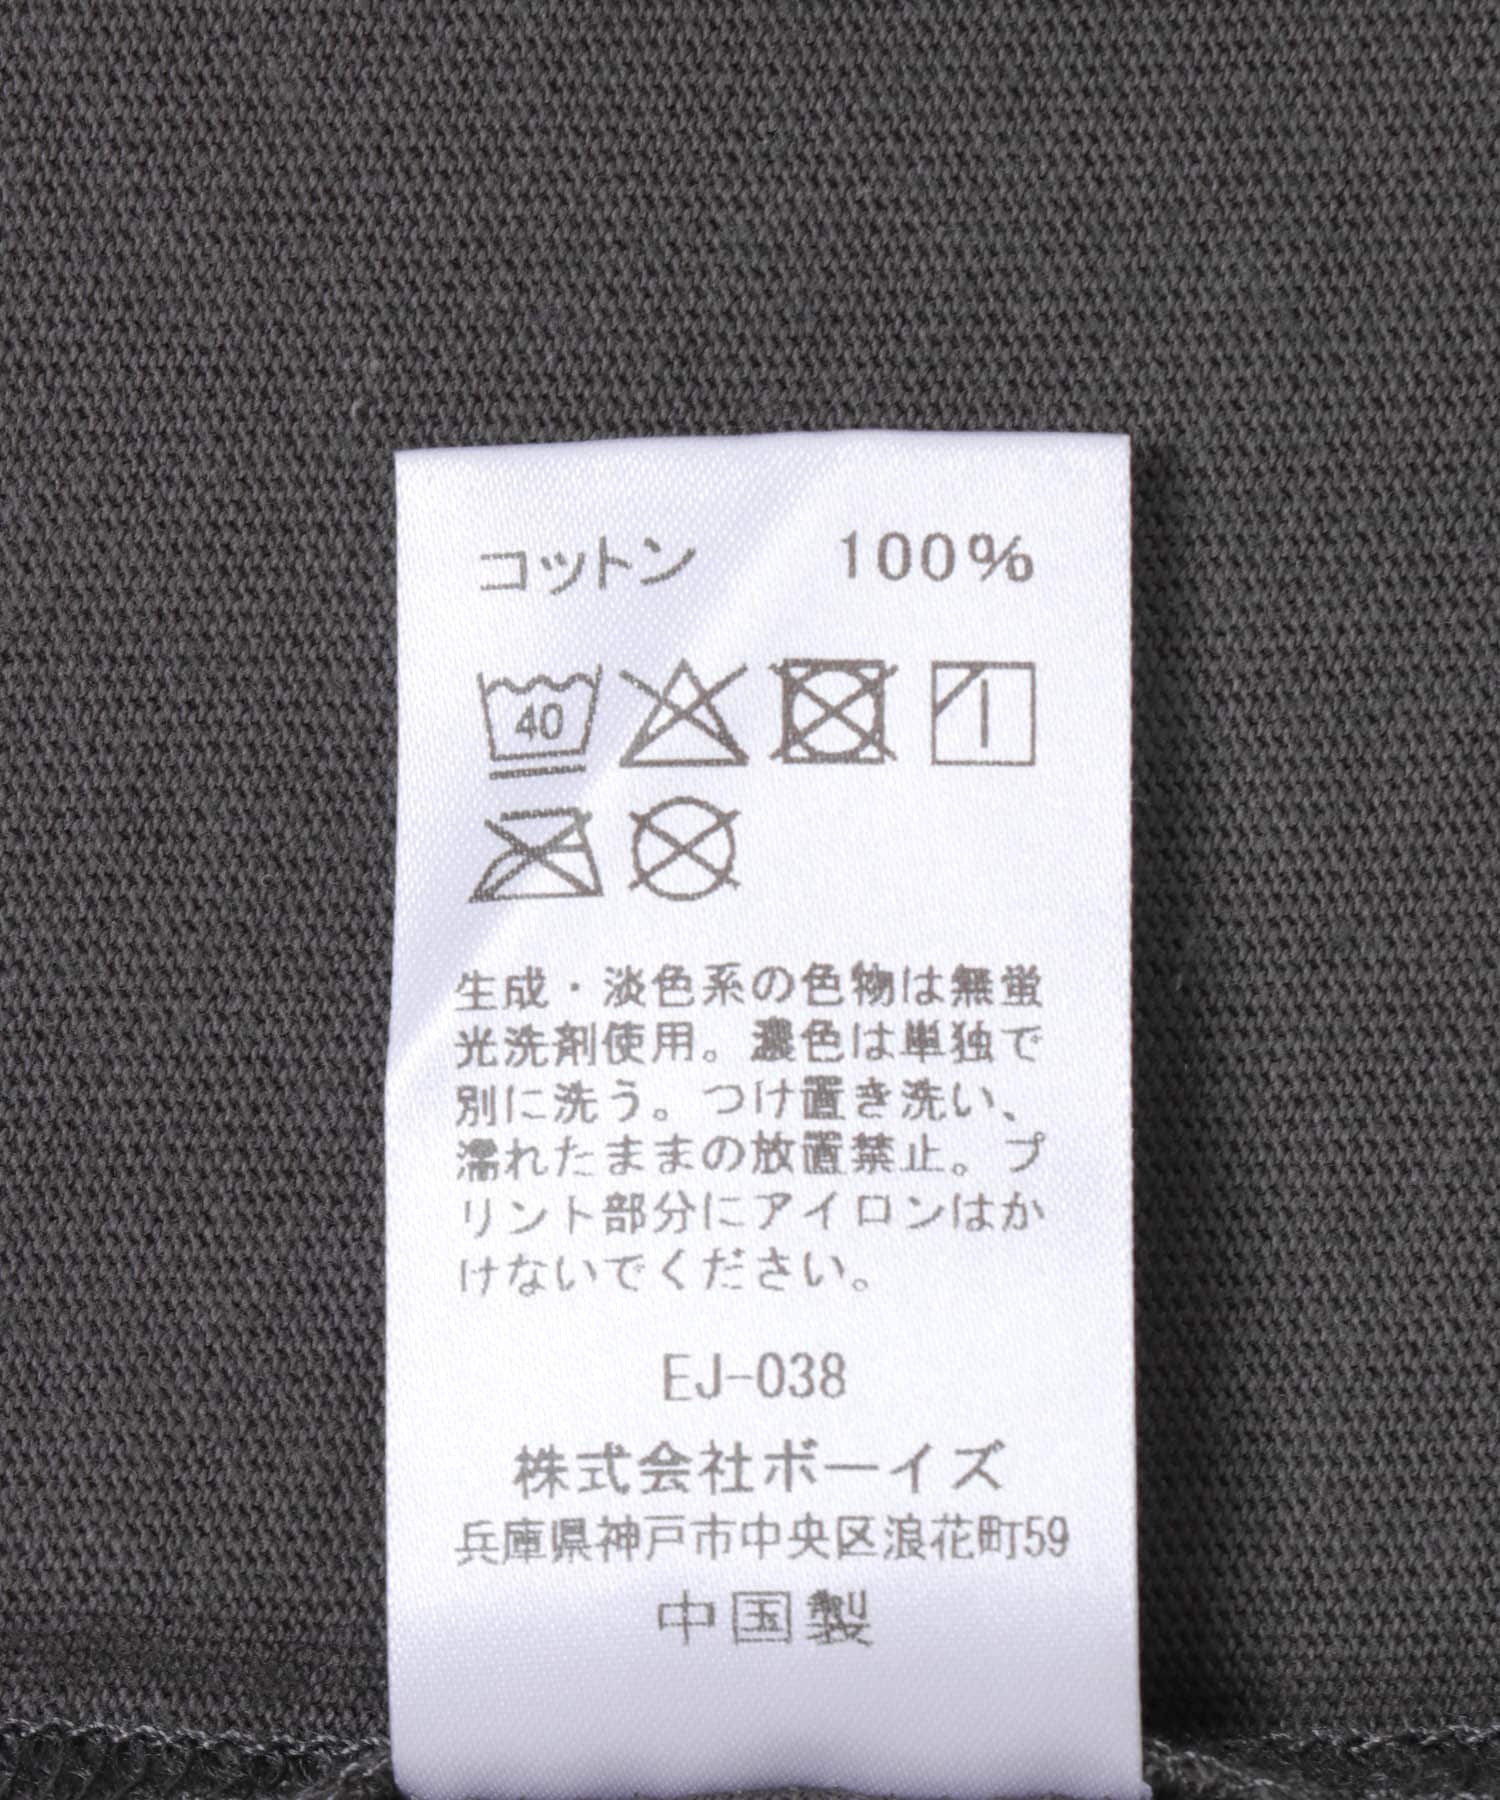 コットン 100%
40
生成・淡色系の色物は無蛍
光洗剤使用。濃色は単独で
別に洗う。つけ置き洗い、
濡れたままの放置禁止。プ
リント部分にアイロンはか
けないでください。
EJ-038
株式会社ボーイズ
兵庫県神戸市中央区浪花町59
中国製